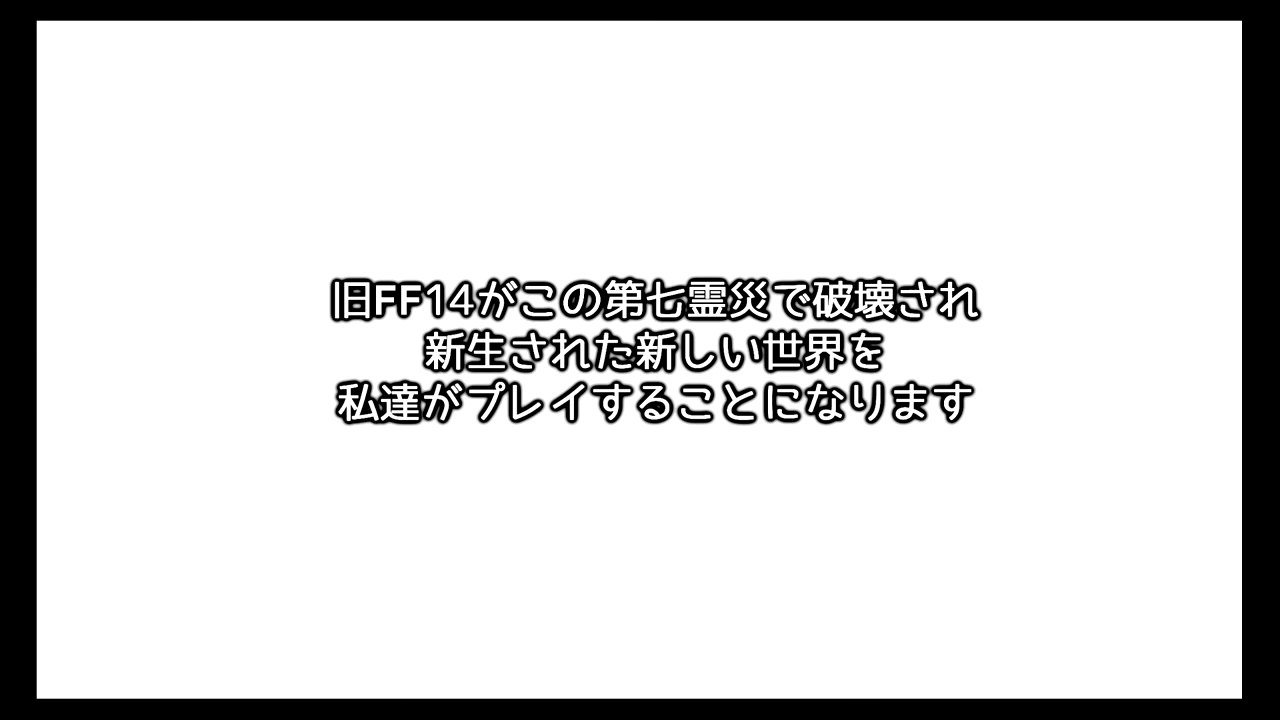 旧FF14がこの第七霊災で破壊され
新生された新しい世界を
私達がプレイすることになります